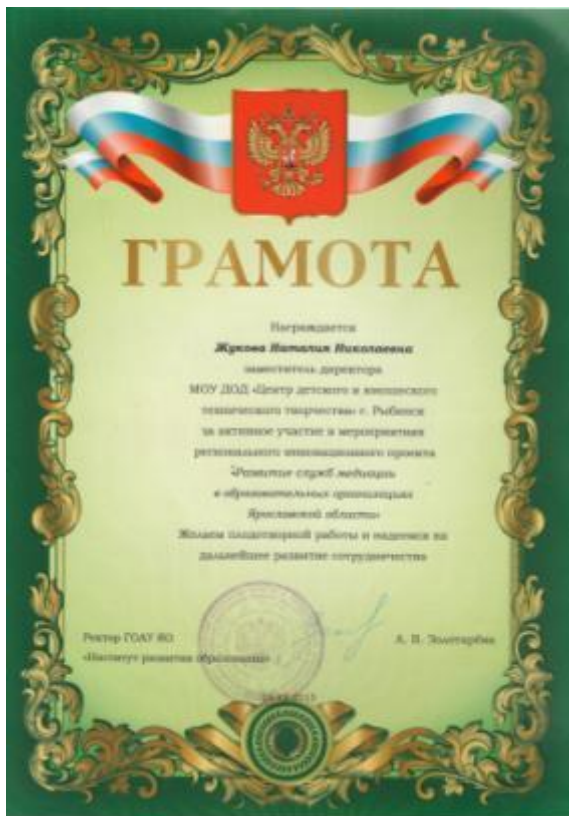 ГРАМОТА
Награждается
Жукова Наталия Николаевна
заместитель директора
МОУ ДОД «Центр детского и юношеского
технического творчества» г. Рыбинск
за активное участие в мероприятиях
регионального инновационного проекта
«Развитие служб медиации
в образовательных организациях
Ярославской области»
Желаем плодотворной работы и надеемся на
дальнейшее развитие сотрудничества
Ректор ГОАУ ЯО
«Институт развития образования»
А. В. Золотарёва